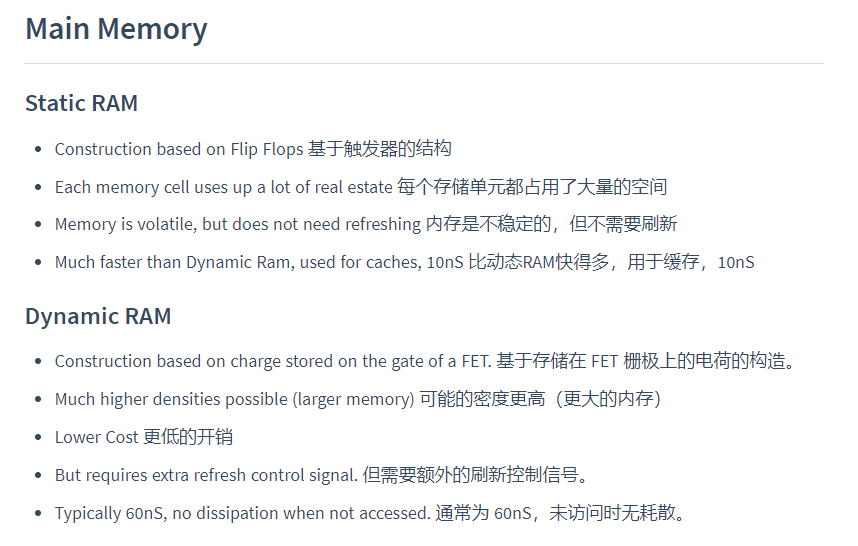 Main Memory
Static RAM
Construction based on Flip Flops 基于触发器的结构
Each memory cell uses up a lot of real estate 每个存储单元都占用了大量的空间
Memory is volatile, but does not need refreshing 内存是不稳定的，但不需要刷新
Much faster than Dynamic Ram, used for caches, 10nS 比动态RAM快得多，用于缓存，10nS
Dynamic RAM
Construction based on charge stored on the gate of a FET. 基于存储在 FET 栅极上的电荷的构造。
Much higher densities possible (larger memory) 可能的密度更高（更大的内存）
Lower Cost 更低的开销
But requires extra refresh control signal. 但需要额外的刷新控制信号。
Typically 60nS, no dissipation when not accessed. 通常为 60nS，未访问时无耗散。